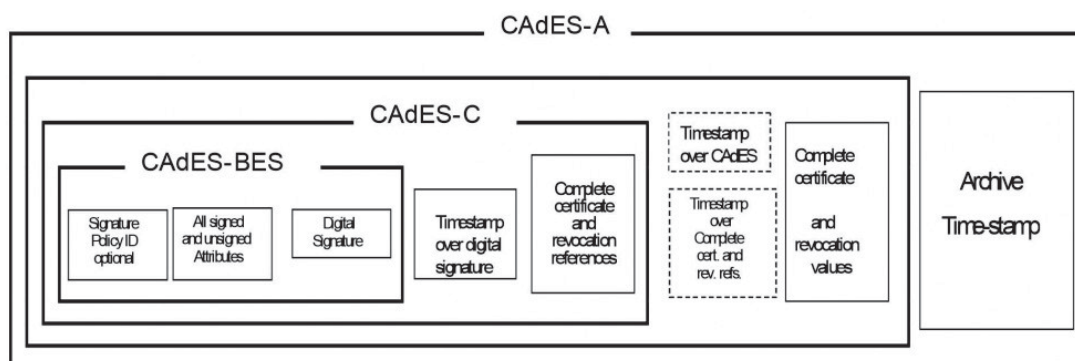 CAdES-A
CAdES-C
CAdES-BES
Signature
Policy ID
optional
All signed
and unsigned
Attributes
Digital
Signature
Timestamp
over digital
signature
Complete
certificate
and
revocation
references
Timestamp
over CAdES
Timestamp
over
Complete
cert. and
rev. refs.
Complete
certificate
and
revocation
values
Archive
Time-stamp